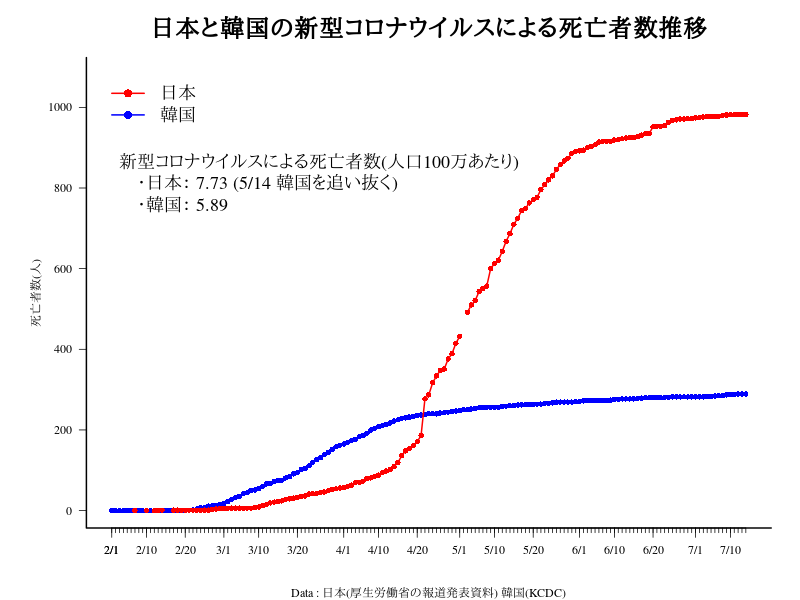 日本と韓国の新型コロナウイルスによる死亡者数推移
日本
韓国
新型コロナウイルスによる死亡者数(人口100万あたり)
・日本： 7.73 (5/14 韓国を追い抜く)
・韓国： 5.89
死亡者数(人)
1000
800
600
400
200
0
2/1 2/10 2/20 3/1 3/10 3/20 4/1 4/10 4/20 5/1 5/10 5/20 6/1 6/10 6/20 7/1 7/10
Data : 日本(厚生労働省の報道発表資料) 韓国(KCDC)